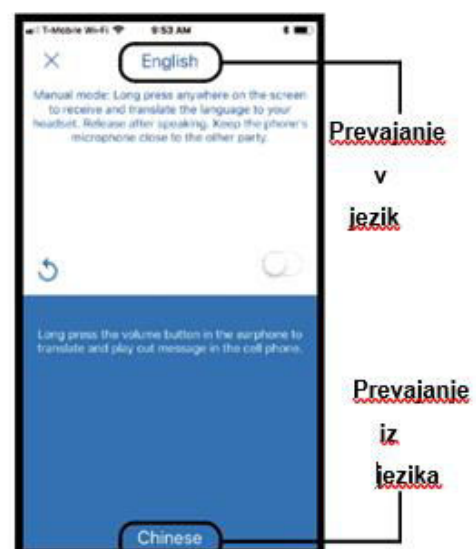 T-Mobile Wi-Fi 9:53 AM
English
Manual mode: Long press anywhere on the screen
to receive and translate the language to your
headset. Release after speaking. Keep the phone's
microphone close to the other party.
Prevajanje
v
jezik
Long press the volume button in the earphone to
translate and play out message in the cell phone.
Prevajanje
iz
jezika
Chinese